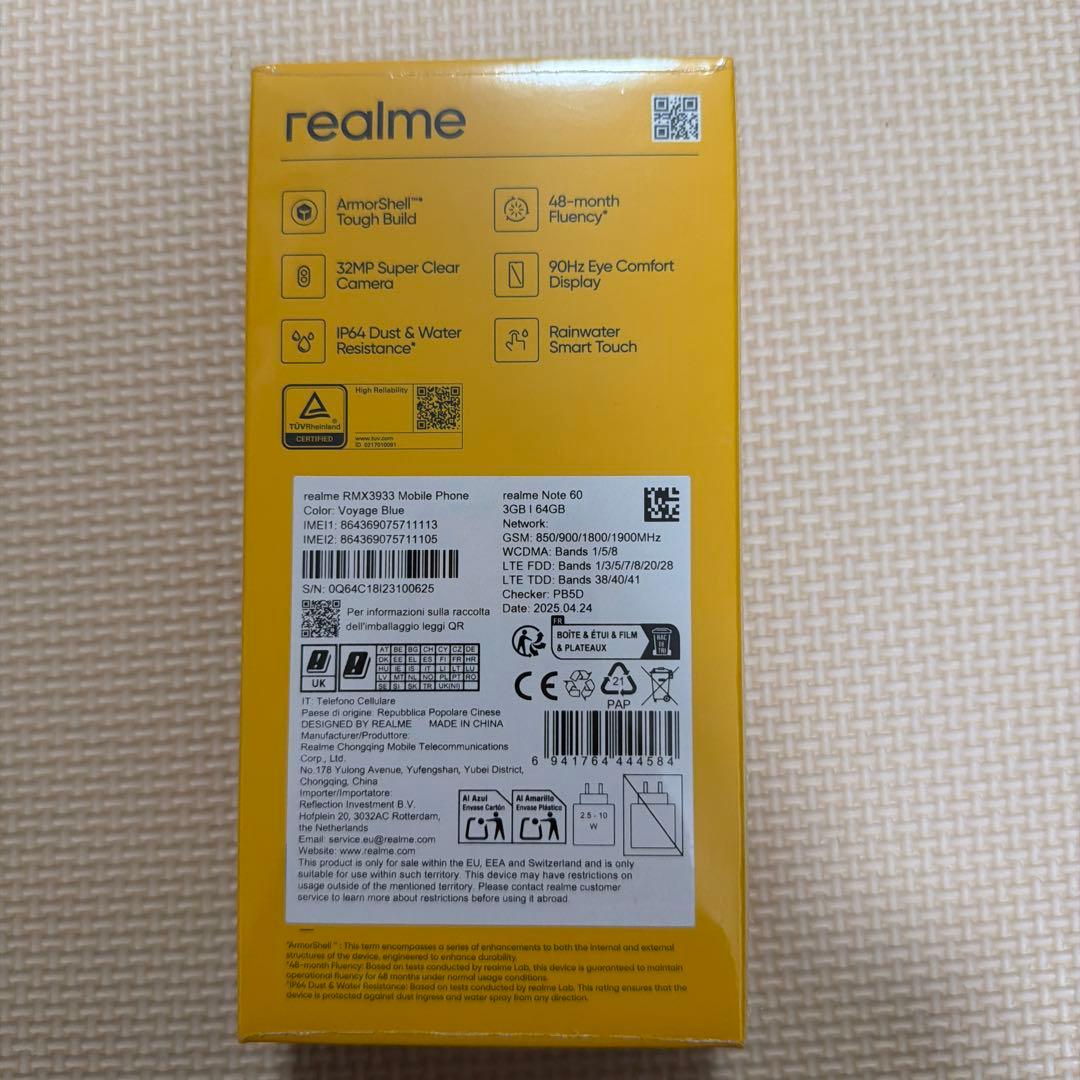 realme
ArmorShell™*
Tough Build
48-month
Fluency*
32MP Super Clear
Camera
90Hz Eye Comfort
Display
IP64 Dust & Water
Resistance*
Rainwater
Smart Touch
TÜVRheinland®
CERTIFIED
High Reliability
www.tuv.com
ID 0217010091
realme RMX3933 Mobile Phone
Color: Voyage Blue
IMEI1: 864369075711113
IMEI2: 864369075711105
S/N: 0Q64C18I23100625
Per informazioni sulla raccolta
dell'imballaggio leggi QR
realme Note 60
3GB I 64GB
Network:
GSM: 850/900/1800/1900MHz
WCDMA: Bands 1/5/8
LTE FDD: Bands 1/3/5/7/8/20/28
LTE TDD: Bands 38/40/41
Checker: PB5D
Date: 2025.04.24
FR
BOÎTE & ÉTUI & FILM
& PLATEAUX
BAC
DE
TRI
UK
AT BE BG CH CY CZ DE
DK EE EL ES FI FR HR
HU IE IS IT LI LT LU
LV MT NL NO PL PT RO
SE SI SK TR UK(NI)
CE
21
PAP
IT: Telefono Cellulare
Paese di origine: Repubblica Popolare Cinese
DESIGNED BY REALME MADE IN CHINA
Manufacturer/Produttore:
Realme Chongqing Mobile Telecommunications
Corp., Ltd.
No.178 Yulong Avenue, Yufengshan, Yubei District,
Chongqing, China
Importer/Importatore:
Reflection Investment B.V.
Hofplein 20, 3032AC Rotterdam,
the Netherlands
Email: service.eu@realme.com
Website: www.realme.com
6 941764 444584
Al Azul
Envase Cartón
Al Amarillo
Envase Plástico
2.5 - 10
W
This product is only for sale within the EU, EEA and Switzerland and is only
suitable for use within such territory. This device may have restrictions on
usage outside of the mentioned territory. Please contact realme customer
service to learn more about restrictions before using it abroad.
*ArmorShell™: This term encompasses a series of enhancements to both the internal and external
structures of the device, engineered to enhance durability.
*48-month Fluency: Based on tests conducted by realme Lab, this device is guaranteed to maintain
operational fluency for 48 months under normal usage conditions.
*IP64 Dust & Water Resistance: Based on tests conducted by realme Lab. This rating ensures that the
device is protected against dust ingress and water spray from any direction.